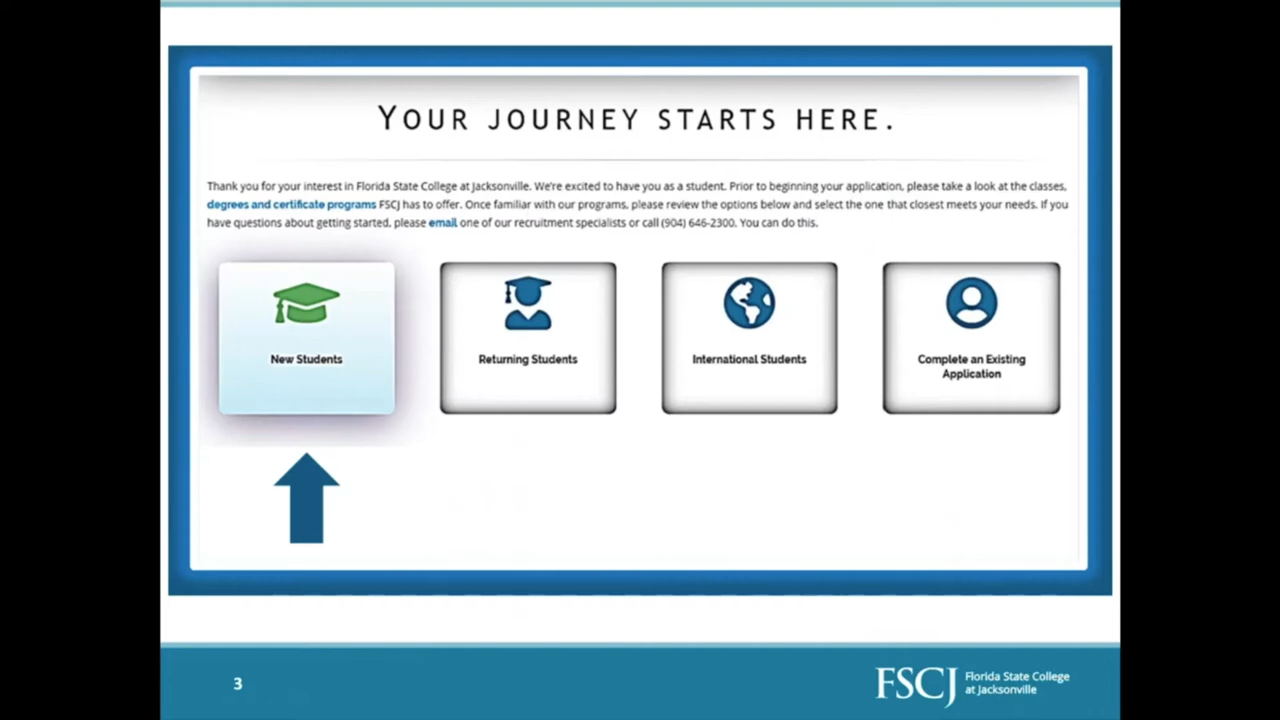 YOUR JOURNEY STARTS HERE.
Thank you for your interest in Florida State College at Jacksonville. We're excited to have you as a student. Prior to beginning your application, please take a look at the classes,
degrees and certificate programs FSCJ has to offer. Once familiar with our programs, please review the options below and select the one that closest meets your needs. If you
have questions about getting started, please email one of our recruitment specialists or call (904) 646-2300. You can do this.
New Students
Returning Students
International Students
Complete an Existing
Application
3
FSCJ
Florida State College
at Jacksonville